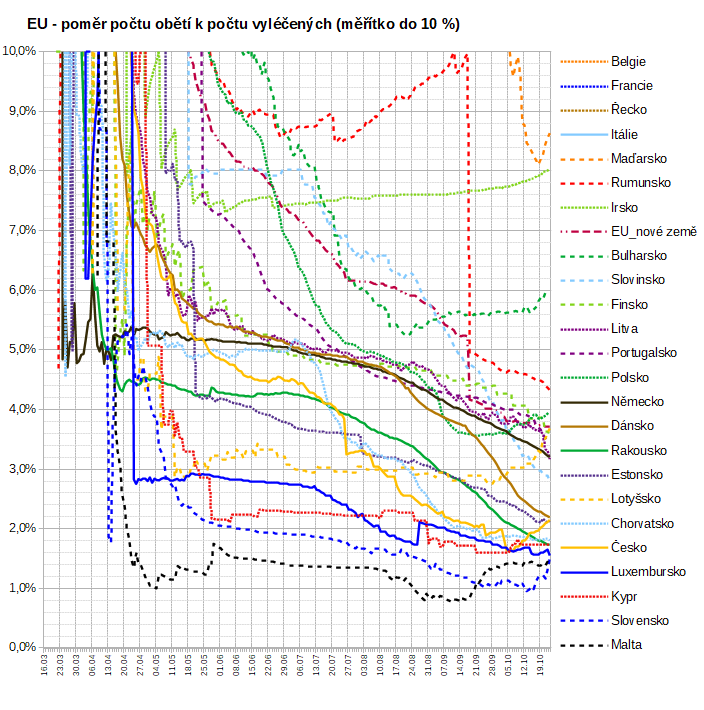 EU - poměr počtu obětí k počtu vyléčených (měřítko do 10 %)
10,0%
9,0%
8,0%
7,0%
6,0%
5,0%
4,0%
3,0%
2,0%
1,0%
0,0%
16.03
23.03
30.03
06.04
13.04
20.04
27.04
04.05
11.05
18.05
25.05
01.06
08.06
15.06
22.06
29.06
06.07
13.07
20.07
27.07
03.08
10.08
17.08
24.08
31.08
07.09
14.09
21.09
28.09
05.10
12.10
19.10
Belgie
Francie
Řecko
Itálie
Maďarsko
Rumunsko
Irsko
EU_nové země
Bulharsko
Slovinsko
Finsko
Litva
Portugalsko
Polsko
Německo
Dánsko
Rakousko
Estonsko
Lotyšsko
Chorvatsko
Česko
Luxembursko
Kypr
Slovensko
Malta